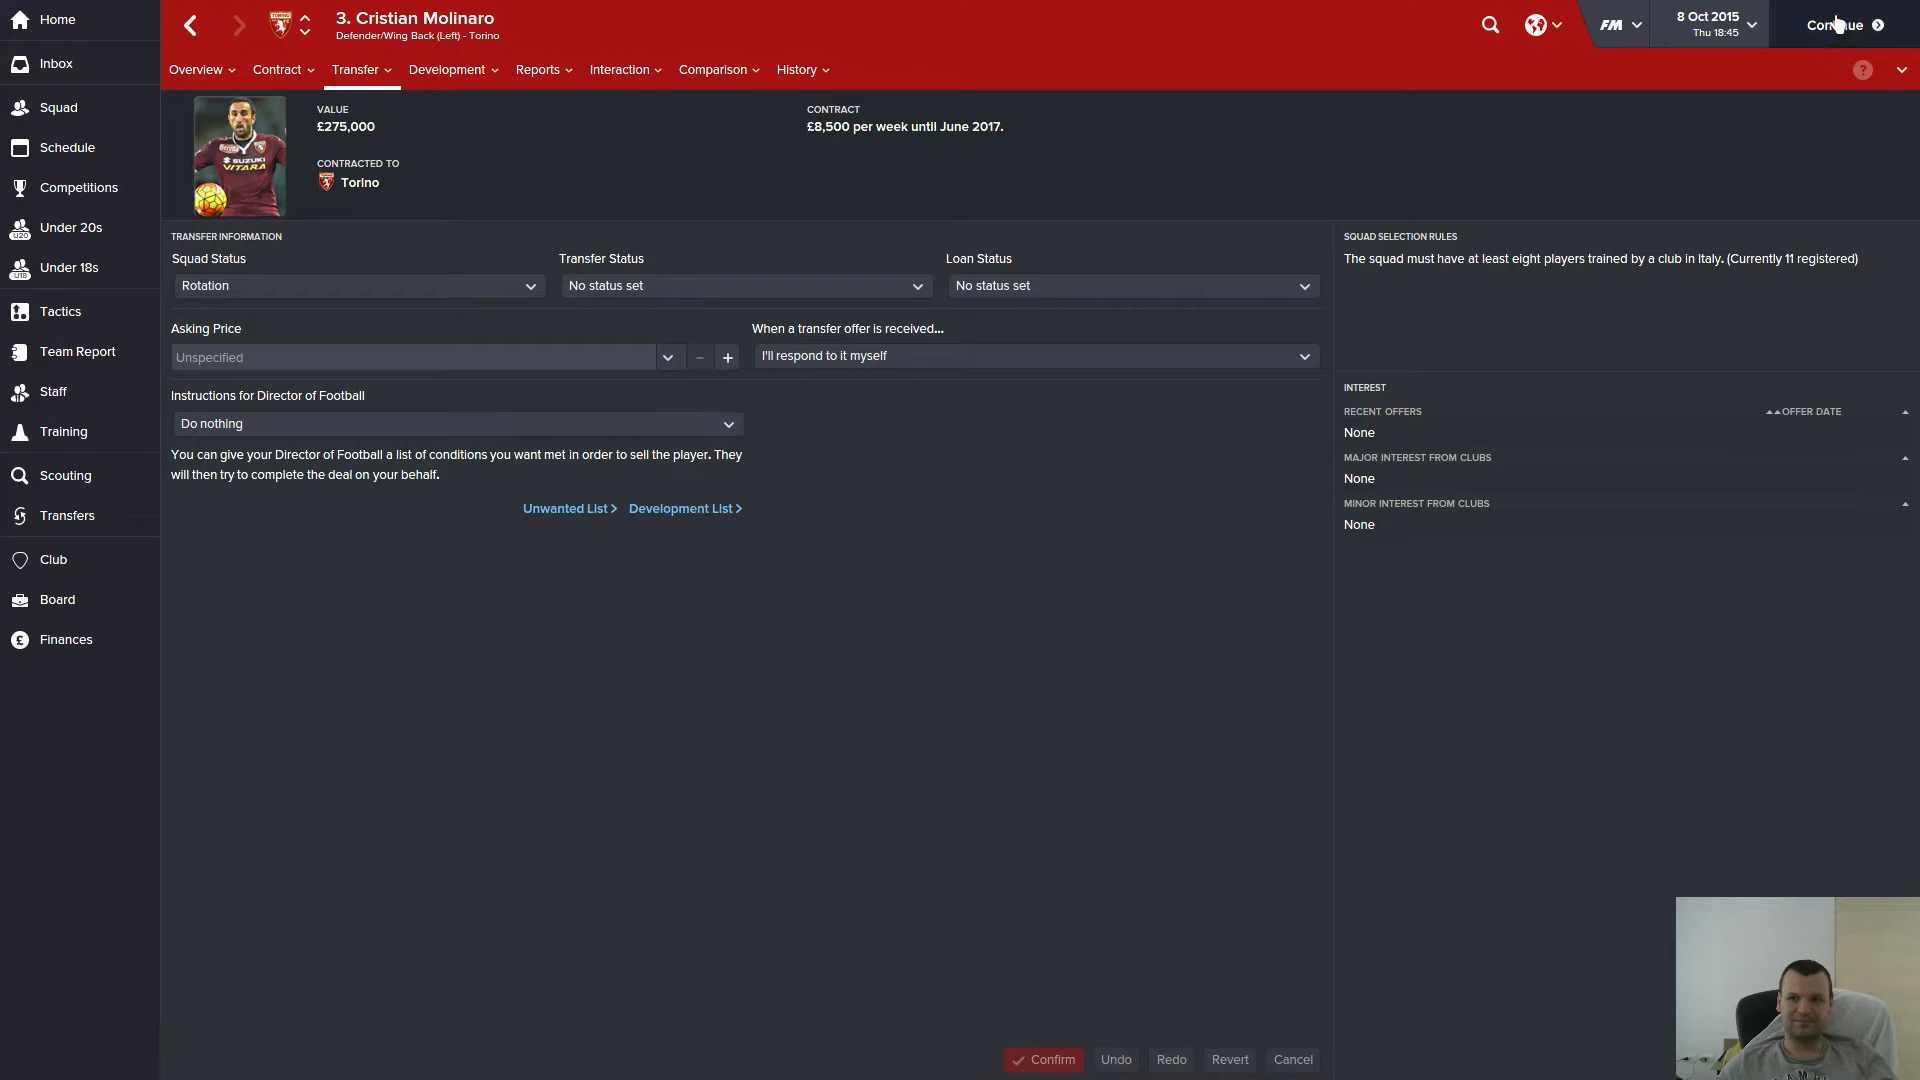 Home
Inbox
Squad
Schedule
Competitions
Under 20s
Under 18s
Tactics
Team Report
Staff
Training
Scouting
Transfers
Club
Board
Finances
3. Cristian Molinaro
Defender/Wing Back (Left) - Torino
FM
8 Oct 2015
Thu 18:45
Overview
Contract
Transfer
Development
Reports
Interaction
Comparison
History
?
VALUE
£275,000
CONTRACTED TO
Torino
CONTRACT
£8,500 per week until June 2017.
TRANSFER INFORMATION
Squad Status
Rotation
Transfer Status
No status set
Loan Status
No status set
Asking Price
Unspecified
When a transfer offer is received...
I'll respond to it myself
Instructions for Director of Football
Do nothing
You can give your Director of Football a list of conditions you want met in order to sell the player. They
will then try to complete the deal on your behalf.
Unwanted List >
Development List >
SQUAD SELECTION RULES
The squad must have at least eight players trained by a club in Italy. (Currently 11 registered)
INTEREST
RECENT OFFERS
OFFER DATE
None
MAJOR INTEREST FROM CLUBS
None
MINOR INTEREST FROM CLUBS
None
Confirm
Undo
Redo
Revert
Cancel